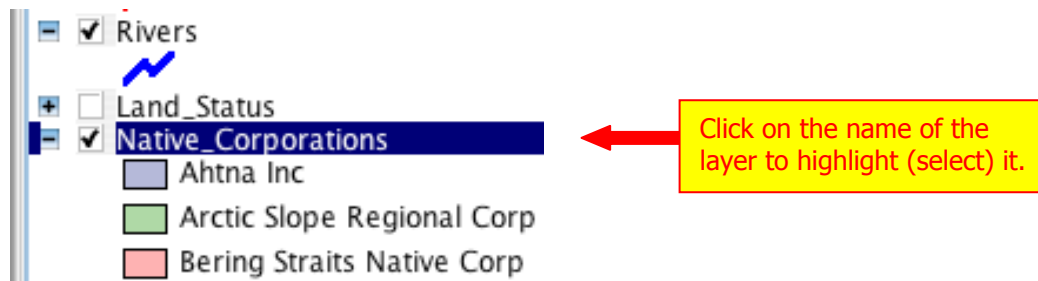 Rivers
Land_Status
Native_Corporations
Click on the name of the
layer to highlight (select) it.
Ahtna Inc
Arctic Slope Regional Corp
Bering Straits Native Corp